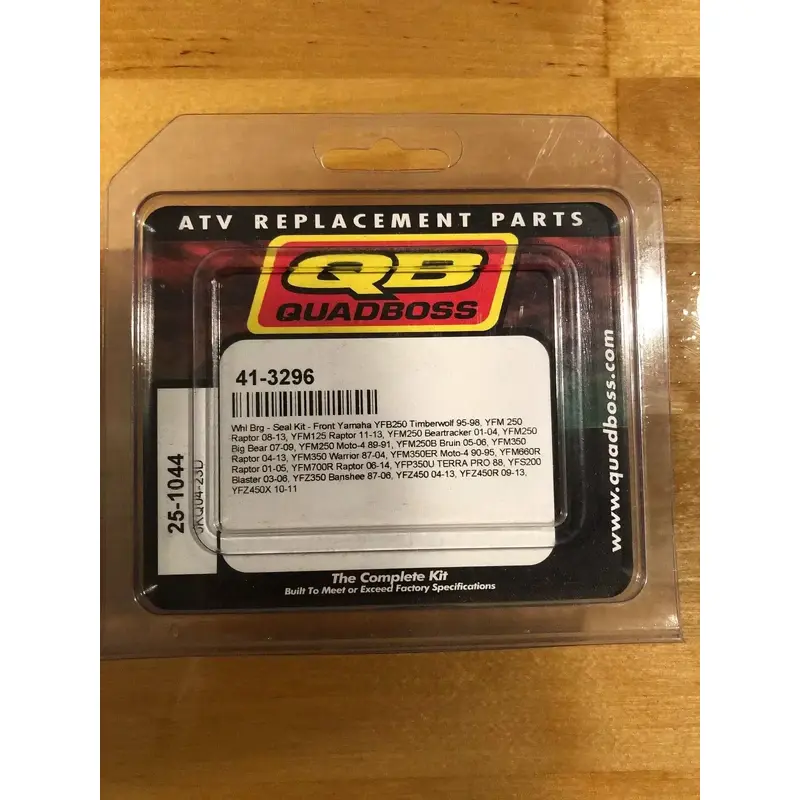 ATV REPLACEMENT PARTS
QB
QUADBOSS
41-3296
Whl Brg - Seal Kit - Front Yamaha YFB250 Timberwolf 95-98, YFM 250
Raptor 08-13, YFM125 Raptor 11-13, YFM250 Beartracker 01-04, YFM250
Big Bear 07-09, YFM250 Moto-4 89-91, YFM250B Bruin 05-06, YFM350
Raptor 04-13, YFM350 Warrior 87-04, YFM350ER Moto-4 90-95, YFM660R
Raptor 01-05, YFM700R Raptor 06-14, YFP350U TERRA PRO 88, YFS200
Blaster 03-06, YFZ350 Banshee 87-06, YFZ450 04-13, YFZ450R 09-13,
YFZ450X 10-11
25-1044
www.quadboss.com
The Complete Kit
Built To Meet or Exceed Factory Specifications